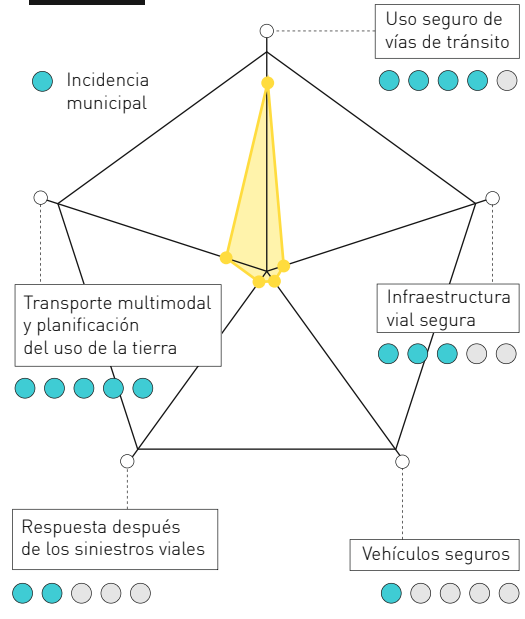 Uso seguro de
vías de tránsito
Incidencia
municipal
Transporte multimodal
y planificación
del uso de la tierra
Infraestructura
vial segura
Respuesta después
de los siniestros viales
Vehículos seguros